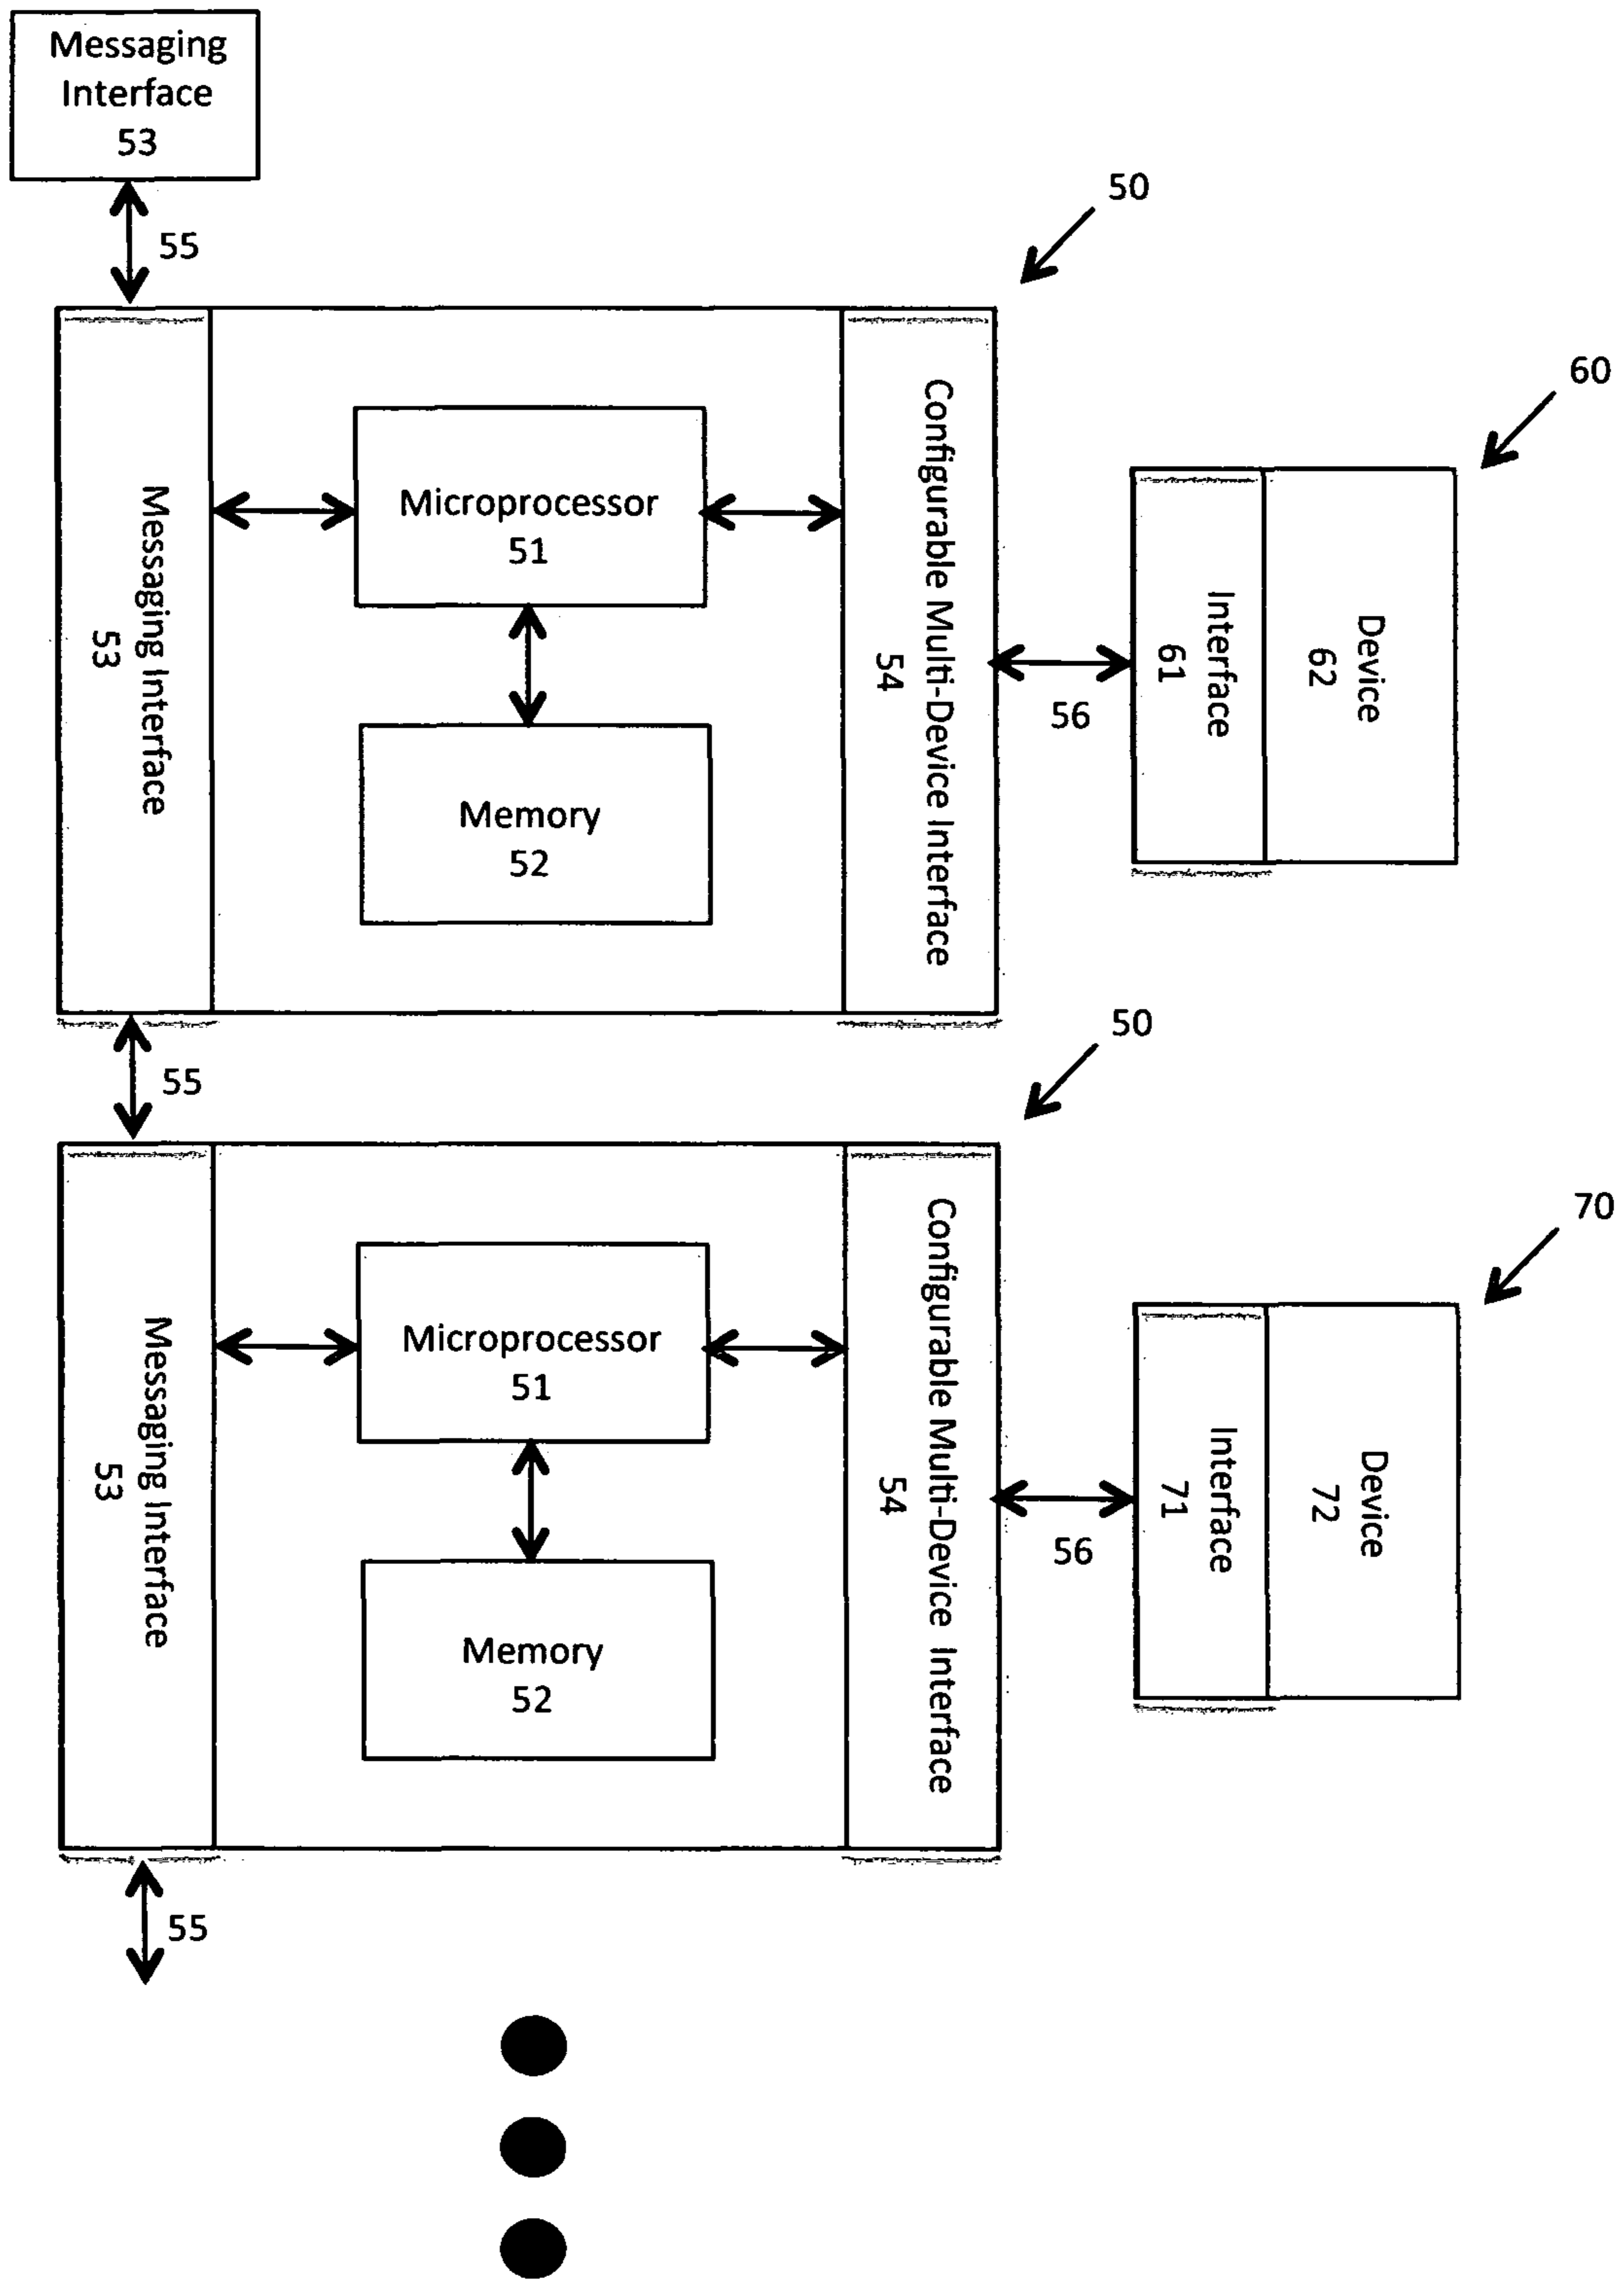 Messaging
Interface
53
55
50
60
Messaging Interface
53
Microprocessor
51
Memory
52
Configurable Multi-Device Interface
54
56
Interface
61
Device
62
55
50
70
Messaging Interface
53
Microprocessor
51
Memory
52
Configurable Multi-Device Interface
54
56
Interface
71
Device
72
55